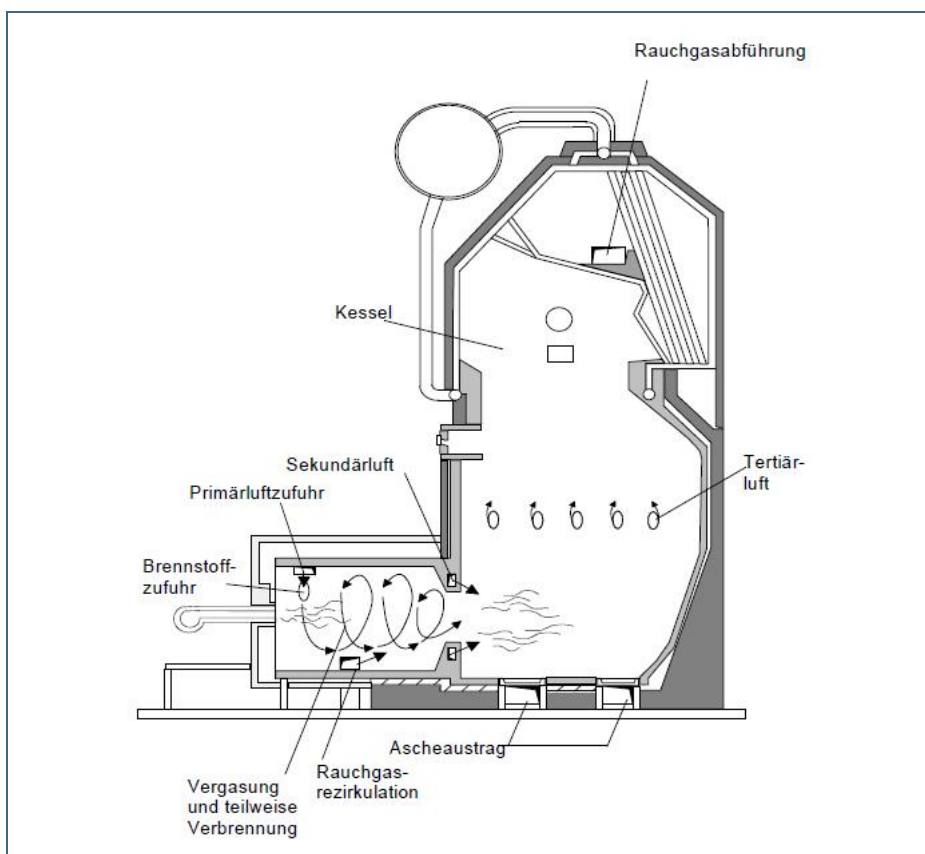 Rauchgasabführung
Kessel
Sekundärluft
Primärluftzufuhr
Tertiär-
luft
Brennstoff-
zufuhr
Ascheaustrag
Rauchgas-
rezirkulation
Vergasung
und teilweise
Verbrennung